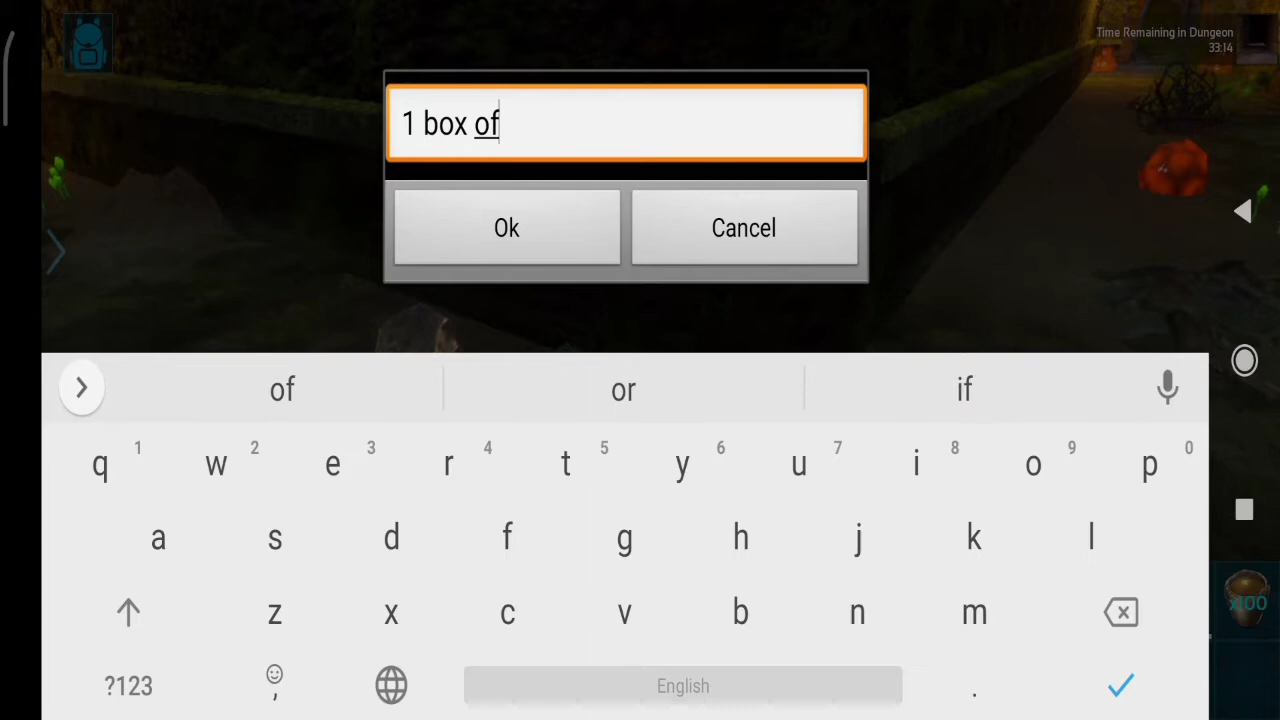 Time Remaining in Dungeon
33:14
1 box of
Ok
Cancel
of
or
if
q 1 w 2 e 3 r 4 t 5 y 6 u 7 i 8 o 9 p 0
a s d f g h j k l
z x c v b n m
x100
?123 , English .